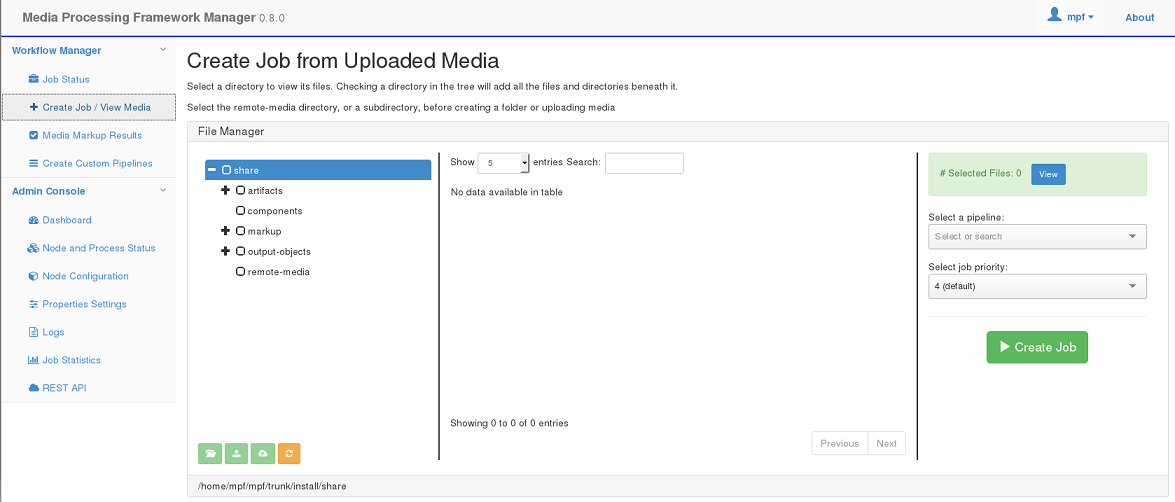 Media Processing Framework Manager 0.8.0
mpf
About
Workflow Manager
Job Status
Create Job / View Media
Media Markup Results
Create Custom Pipelines
Admin Console
Dashboard
Node and Process Status
Node Configuration
Properties Settings
Logs
Job Statistics
REST API
Create Job from Uploaded Media
Select a directory to view its files. Checking a directory in the tree will add all the files and directories beneath it.
Select the remote-media directory, or a subdirectory, before creating a folder or uploading media
File Manager
share
artifacts
components
markup
output-objects
remote-media
Show 5 entries Search:
No data available in table
Showing 0 to 0 of 0 entries
Previous Next
# Selected Files: 0 View
Select a pipeline:
Select or search
Select job priority:
4 (default)
Create Job
/home/mpf/mpf/trunk/install/share